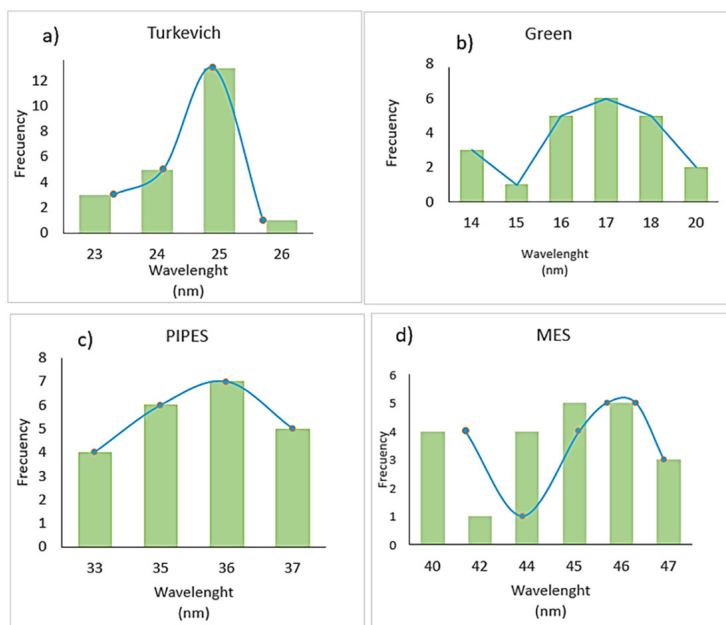 a)
Turkevich
Frecuency
12
10
8
6
4
2
0
23 24 25 26
Wavelenght
(nm)
b)
Green
Frecuency
8
6
4
2
0
14 15 16 17 18 20
Wavelenght
(nm)
c)
PIPES
Frecuency
8
7
6
5
4
3
2
1
0
33 35 36 37
Wavelenght
(nm)
d)
MES
Frecuency
6
5
4
3
2
1
0
40 42 44 45 46 47
Wavelenght
(nm)